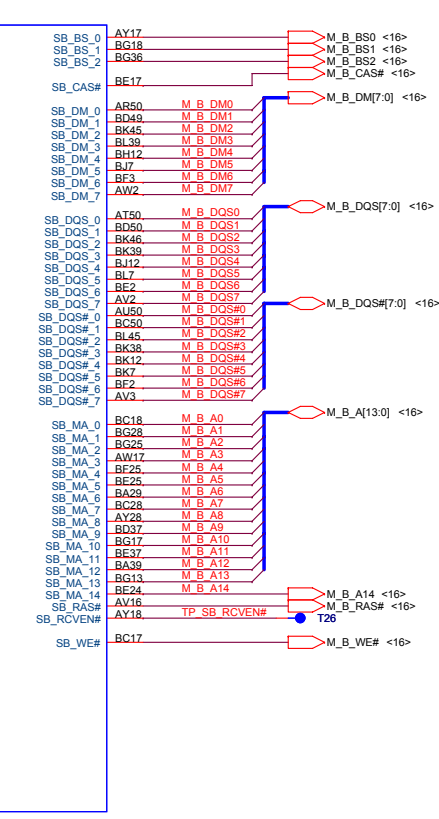 SB_BS_0 AY17 M_B_BS0 <16>
SB_BS_1 BG18 M_B_BS1 <16>
SB_BS_2 BG36 M_B_BS2 <16>
SB_CAS# BE17 M_B_CAS# <16>
M_B_DM[7:0] <16>
SB_DM_0 AR50 M_B_DM0
SB_DM_1 BD49 M_B_DM1
SB_DM_2 BK45 M_B_DM2
SB_DM_3 BL39 M_B_DM3
SB_DM_4 BH12 M_B_DM4
SB_DM_5 BJ7 M_B_DM5
SB_DM_6 BF3 M_B_DM6
SB_DM_7 AW2 M_B_DM7
M_B_DQS[7:0] <16>
SB_DQS_0 AT50 M_B_DQS0
SB_DQS_1 BD50 M_B_DQS1
SB_DQS_2 BK46 M_B_DQS2
SB_DQS_3 BK39 M_B_DQS3
SB_DQS_4 BJ12 M_B_DQS4
SB_DQS_5 BL7 M_B_DQS5
SB_DQS_6 BE2 M_B_DQS6
SB_DQS_7 AV2 M_B_DQS7
M_B_DQS#[7:0] <16>
SB_DQS#_0 AU50 M_B_DQS#0
SB_DQS#_1 BC50 M_B_DQS#1
SB_DQS#_2 BL45 M_B_DQS#2
SB_DQS#_3 BK38 M_B_DQS#3
SB_DQS#_4 BK12 M_B_DQS#4
SB_DQS#_5 BK7 M_B_DQS#5
SB_DQS#_6 BF2 M_B_DQS#6
SB_DQS#_7 AV3 M_B_DQS#7
M_B_A[13:0] <16>
SB_MA_0 BC18 M_B_A0
SB_MA_1 BG28 M_B_A1
SB_MA_2 BG25 M_B_A2
SB_MA_3 AW17 M_B_A3
SB_MA_4 BF25 M_B_A4
SB_MA_5 BE25 M_B_A5
SB_MA_6 BA29 M_B_A6
SB_MA_7 BC28 M_B_A7
SB_MA_8 AY28 M_B_A8
SB_MA_9 BD37 M_B_A9
SB_MA_10 BG17 M_B_A10
SB_MA_11 BE37 M_B_A11
SB_MA_12 BA39 M_B_A12
SB_MA_13 BG13 M_B_A13
SB_MA_14 BE24 M_B_A14 M_B_A14 <16>
SB_RAS# AV16 M_B_RAS# <16>
SB_RCVEN# AY18 TP_SB_RCVEN# T26
SB_WE# BC17 M_B_WE# <16>